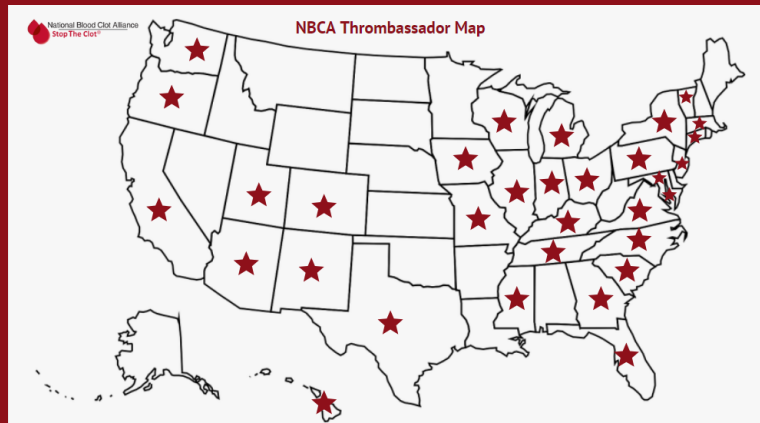 National Blood Clot Alliance
Stop The Clot®
NBCA Thrombassador Map